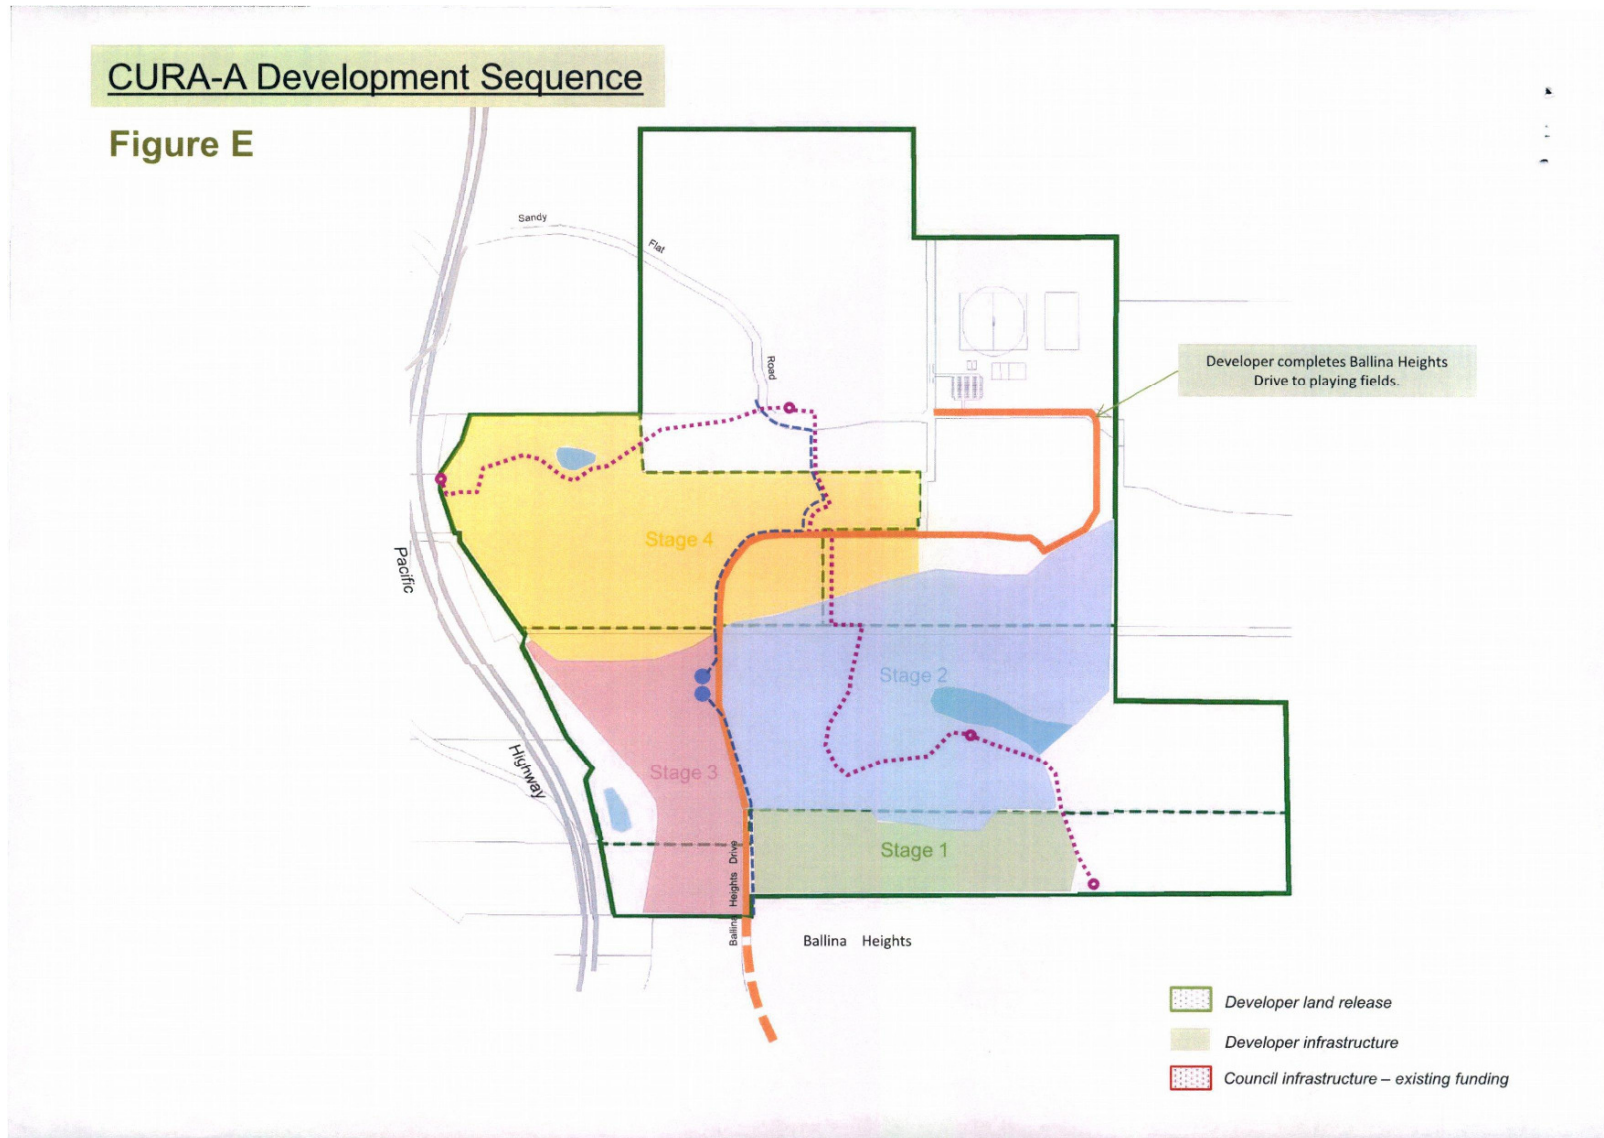 CURA-A Development Sequence
Figure E
Sandy
Flat
Road
Developer completes Ballina Heights
Drive to playing fields.
Stage 4
Pacific
Stage 2
Highway
Stage 3
Stage 1
Ballina Heights Drive
Ballina Heights
Developer land release
Developer infrastructure
Council infrastructure – existing funding